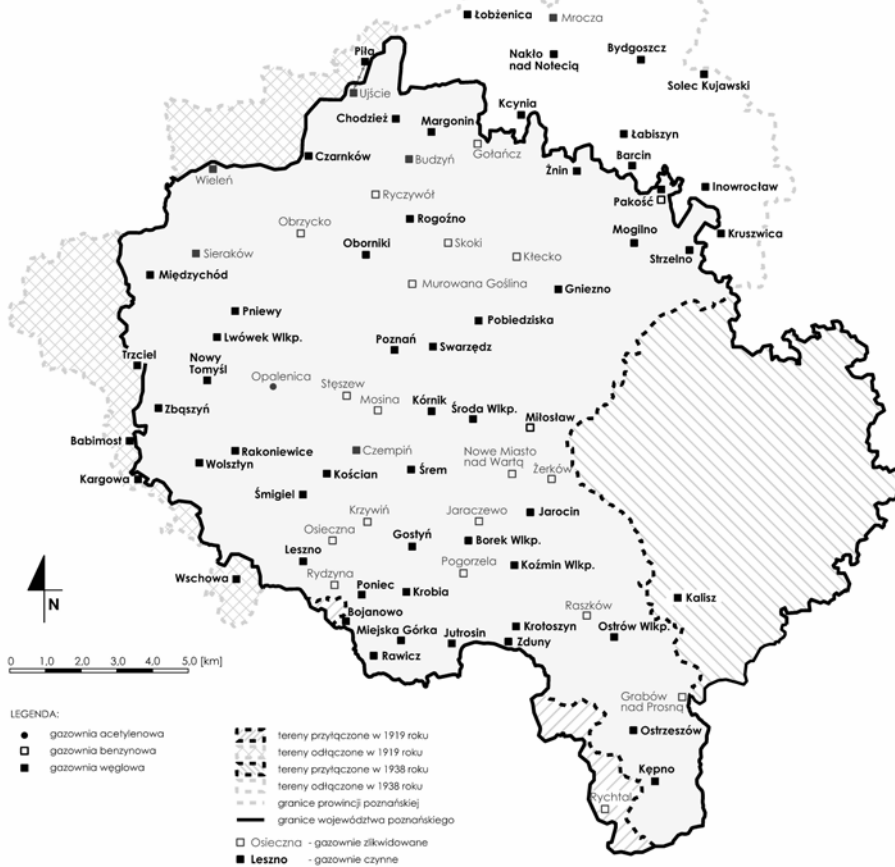 Łobżenica
Mrocza
Piła
Nakło
nad Notecią
Bydgoszcz
Solec Kujawski
Ujście
Kcynia
Chodzież
Margonin
Łabiszyn
Gołańcz
Czarnków
Budzyń
Barcin
Żnin
Wieleń
Inowrocław
Ryczywół
Pakość
Rogoźno
Obrzycko
Mogilno
Kruszwica
Oborniki
Skoki
Sieraków
Kłecko
Strzelno
Międzychód
Murowana Goślina
Gniezno
Pniewy
Pobiedziska
Lwówek Wlkp.
Poznań
Swarzędz
Trzciel
Nowy
Tomyśl
Opalenica
Stęszew
Mosina
Kórnik
Zbąszyń
Środa Wlkp.
Miłosław
Babimost
Rakoniewice
Czempiń
Nowe Miasto
nad Wartą
Wolsztyn
Kościan
Śrem
Żerków
Kargowa
Śmigiel
Krzywiń
Jaraczewo
Jarocin
Osieczna
Gostyń
Borek Wlkp.
Leszno
Koźmin Wlkp.
Pogorzela
Wschowa
Rydzyna
Poniec
Krobia
Kalisz
Bojanowo
Raszków
Miejska Górka
Jutrosin
Krotoszyn
Zduny
Ostrów Wlkp.
Rawicz
N
0 1,0 2,0 3,0 4,0 5,0 [km]
Grabów
nad Prosną
Ostrzeszów
Kępno
Rychtal
LEGENDA:
gazownia acetylenowa
gazownia benzynowa
gazownia węglowa
tereny przyłączone w 1919 roku
tereny odłączone w 1919 roku
tereny przyłączone w 1938 roku
tereny odłączone w 1938 roku
granice prowincji poznańskiej
granice województwa poznańskiego
Osieczna - gazownie zlikwidowane
Leszno - gazownie czynne